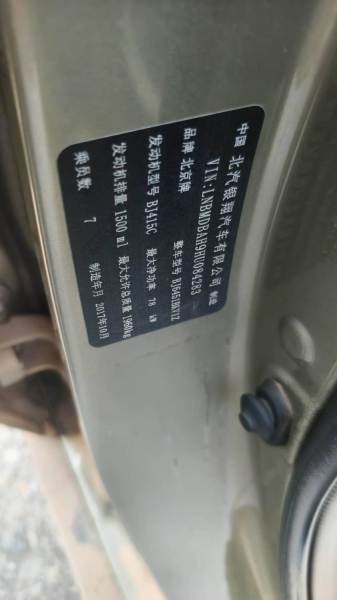 中国 北汽银翔汽车有限公司 制造
VIN:LNBMDBAH9HU084283
品牌 北京牌 整车型号 BJ6451BKY1Z
发动机型号 BJ415C 最大净功率 78 kW
发动机排量 1500 ml 最大允许总质量 1960kg
乘员数 7 制造年月 2017年10月